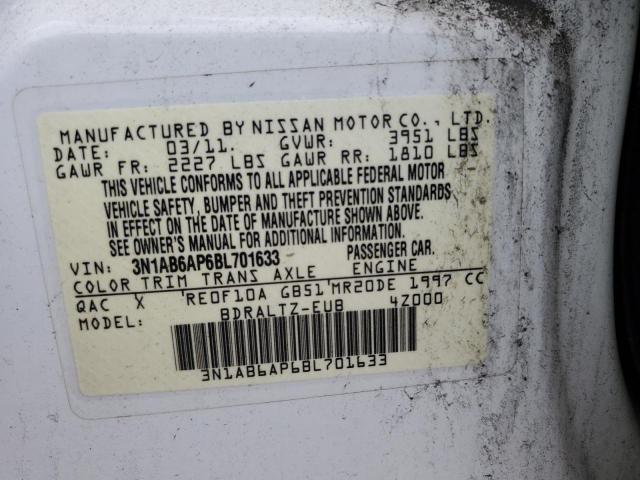 MANUFACTURED BY NISSAN MOTOR CO., LTD.
DATE: 03/11. GVWR: 3951 LBS
GAWR FR: 2227 LBS GAWR RR: 1810 LBS
THIS VEHICLE CONFORMS TO ALL APPLICABLE FEDERAL MOTOR
VEHICLE SAFETY, BUMPER AND THEFT PREVENTION STANDARDS
IN EFFECT ON THE DATE OF MANUFACTURE SHOWN ABOVE.
SEE OWNER'S MANUAL FOR ADDITIONAL INFORMATION.
VIN: 3N1AB6AP6BL701633 PASSENGER CAR.
COLOR TRIM TRANS AXLE ENGINE
QAC X 'RE0F10A GB51'MR20DE 1997 CC
MODEL: BDRALTZ-EUB 4Z000
3N1AB6AP6BL701633